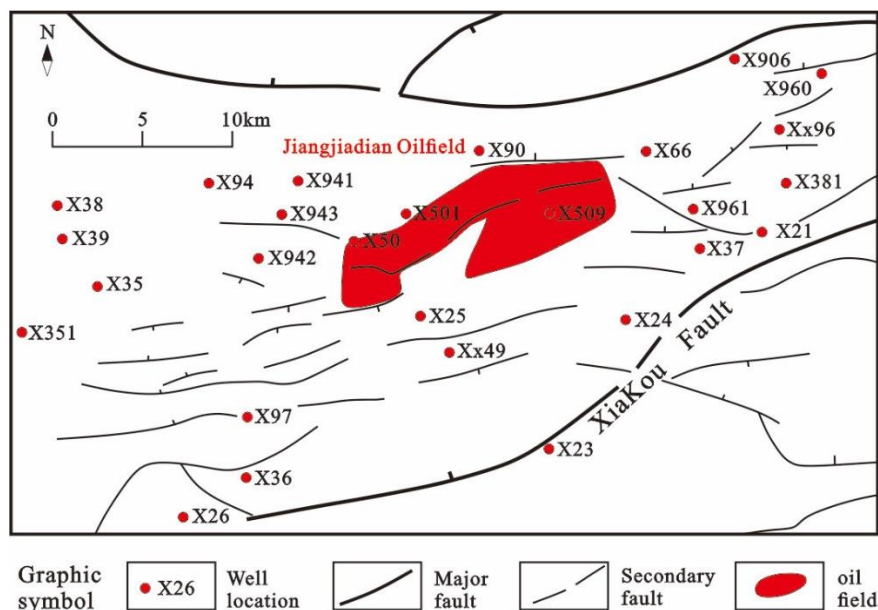 N
X906
X960
0 5 10km
Xx96
Jiangjiadian Oilfield
X90
X66
X94
X941
X381
X38
X943
X501
X509
X961
X21
X39
X50
X37
X942
X35
X25
X24
X351
Xx49
XiaKou Fault
X97
X23
X36
X26
Graphic
symbol
X26
Well
location
Major
fault
Secondary
fault
oil
field